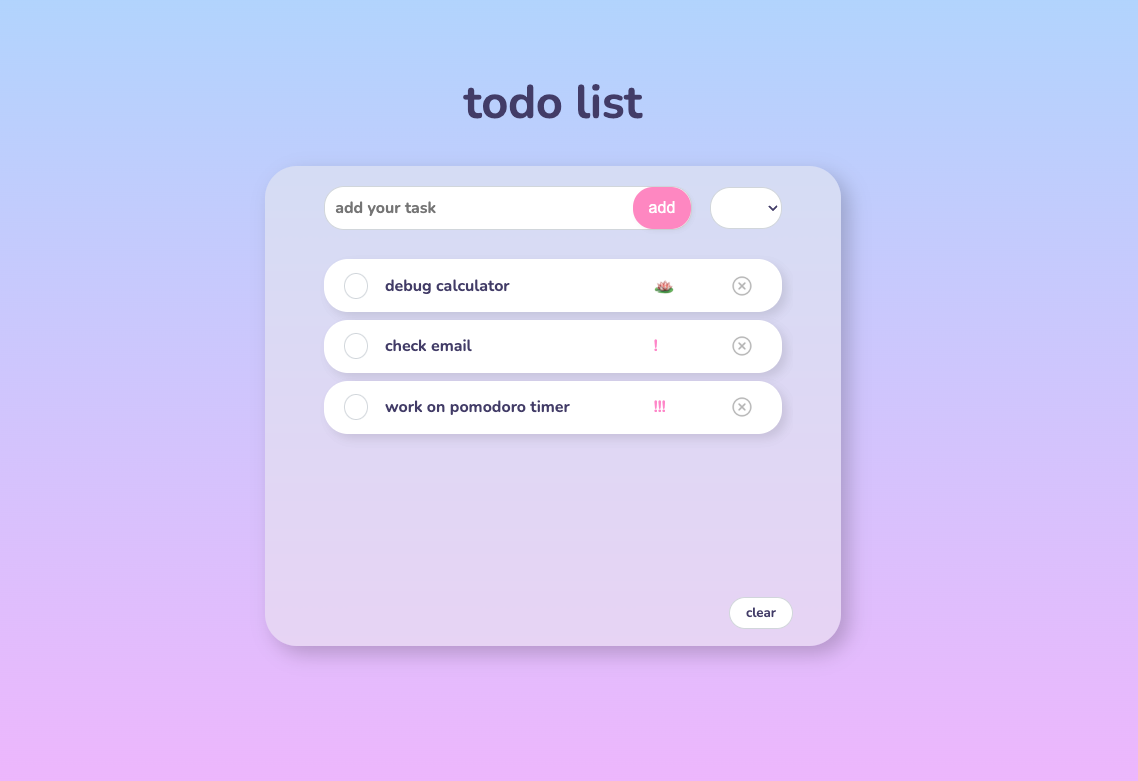 todo list
add your task add
debug calculator 🪷
check email !
work on pomodoro timer !!!
clear